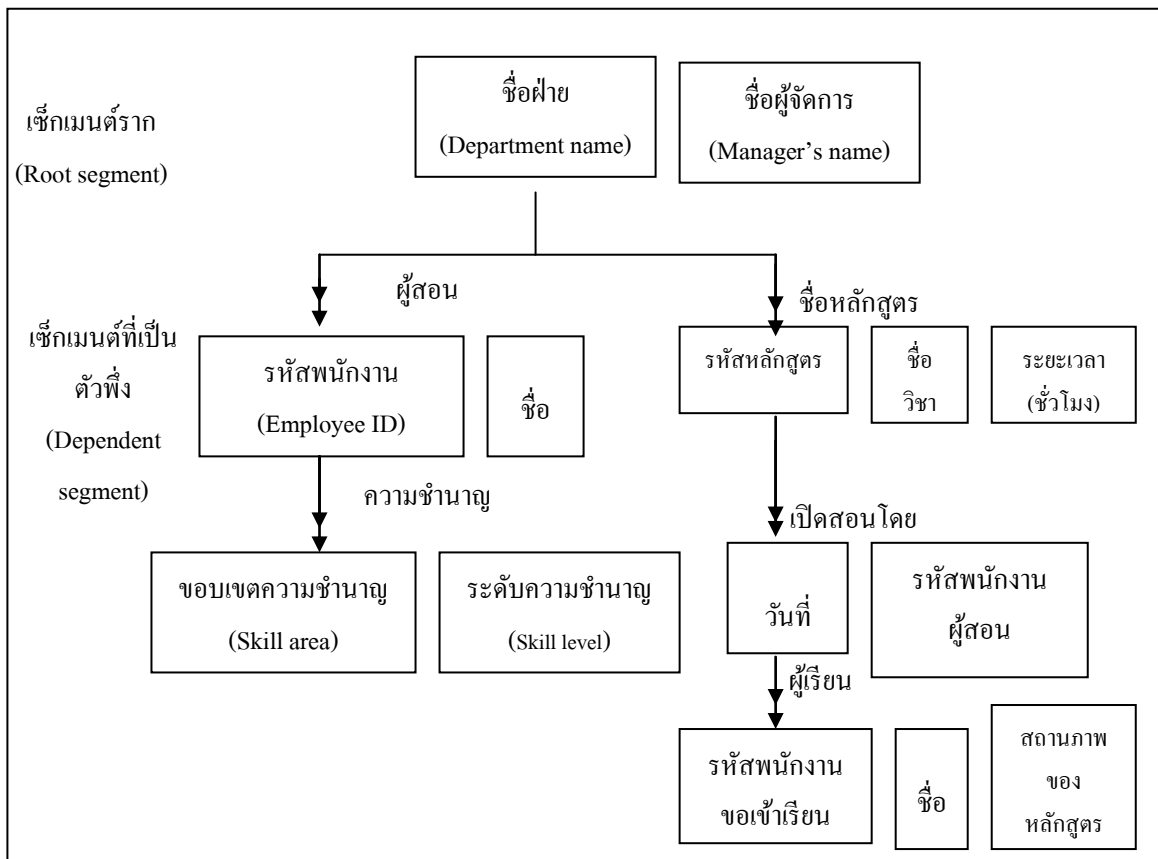 ชื่อฝ่าย
(Department name)
ชื่อผู้จัดการ
(Manager's name)
เซ็กเมนต์ราก
(Root segment)
ผู้สอน
ชื่อหลักสูตร
เซ็กเมนต์ที่เป็น
ตัวพึ่ง
(Dependent
segment)
รหัสพนักงาน
(Employee ID)
ชื่อ
รหัสหลักสูตร
ชื่อ
วิชา
ระยะเวลา
(ชั่วโมง)
ความชำนาญ
เปิดสอนโดย
ขอบเขตความชำนาญ
(Skill area)
ระดับความชำนาญ
(Skill level)
วันที่
รหัสพนักงาน
ผู้สอน
ผู้เรียน
รหัสพนักงาน
ขอเข้าเรียน
ชื่อ
สถานภาพ
ของ
หลักสูตร